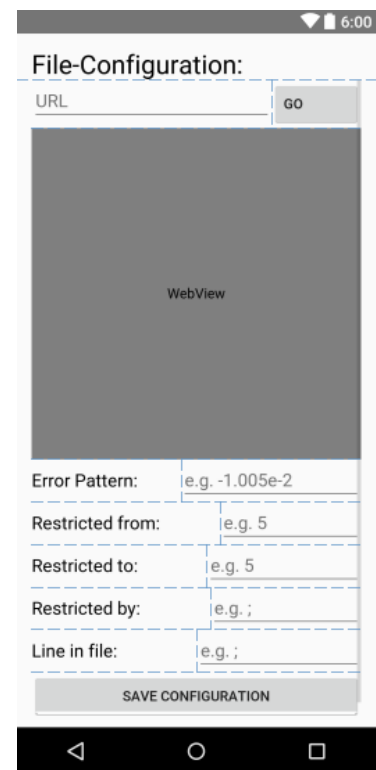 6:00
File-Configuration:
URL GO
WebView
Error Pattern: e.g. -1.005e-2
Restricted from: e.g. 5
Restricted to: e.g. 5
Restricted by: e.g. ;
Line in file: e.g. ;
SAVE CONFIGURATION